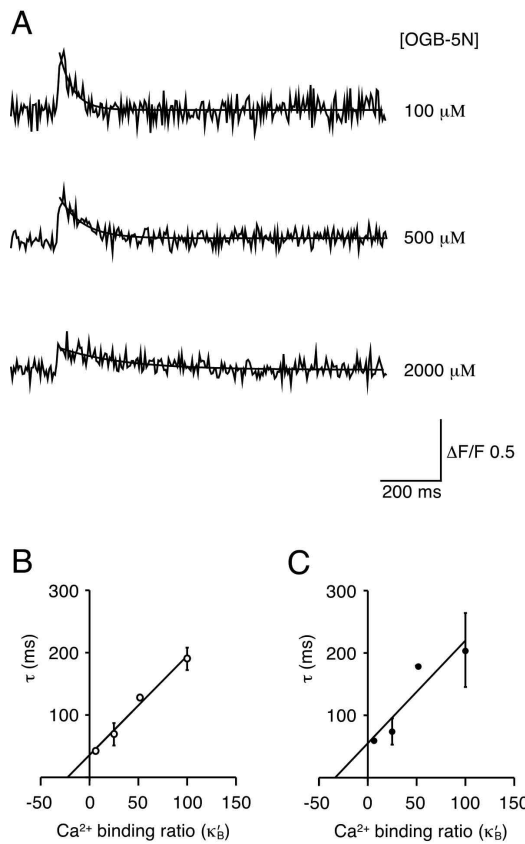 A
[OGB-5N]
100 µM
500 µM
2000 µM
ΔF/F 0.5
200 ms
B
C
300
200
100
τ (ms)
-50 0 50 100 150
Ca²⁺ binding ratio (κ'B)
300
200
100
τ (ms)
-50 0 50 100 150
Ca²⁺ binding ratio (κ'B)